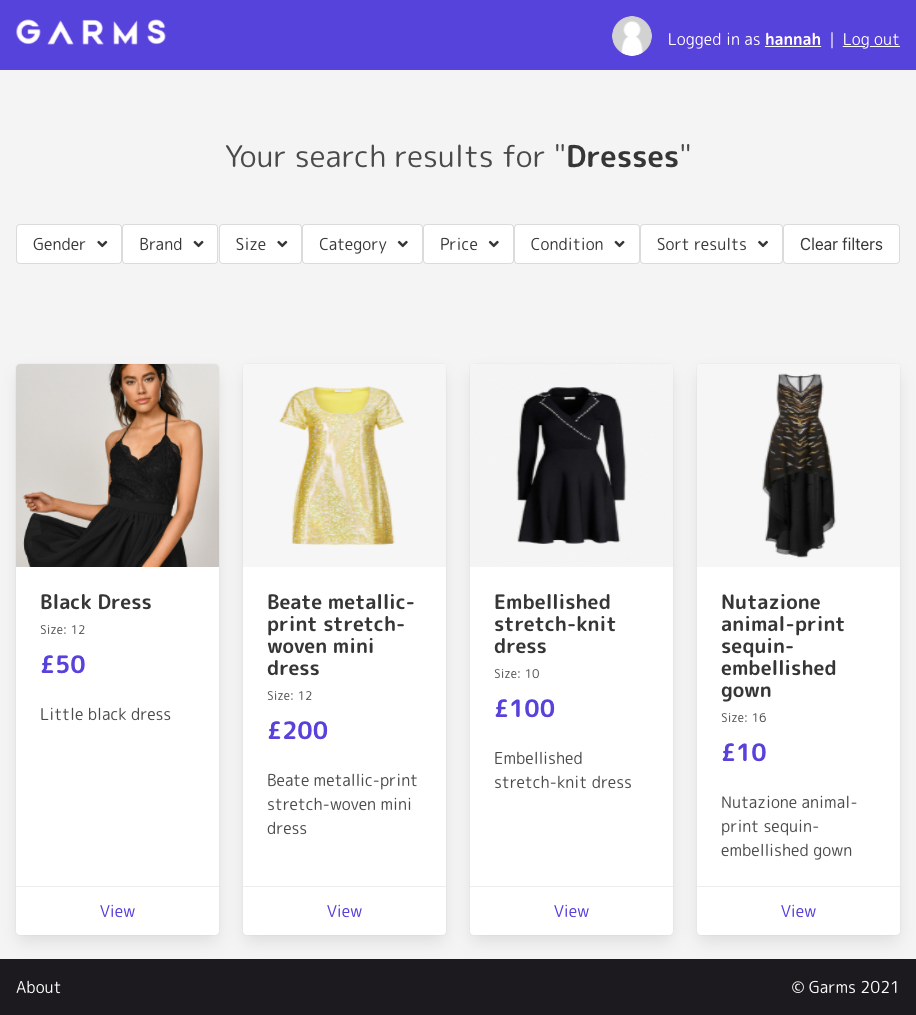 GARMS
Logged in as hannah | Log out
Your search results for "Dresses"
Gender Brand Size Category Price Condition Sort results Clear filters
Black Dress
Size: 12
£50
Little black dress
View
Beate metallic-
print stretch-
woven mini
dress
Size: 12
£200
Beate metallic-print
stretch-woven mini
dress
View
Embellished
stretch-knit
dress
Size: 10
£100
Embellished
stretch-knit dress
View
Nutazione
animal-print
sequin-
embellished
gown
Size: 16
£10
Nutazione animal-
print sequin-
embellished gown
View
About
© Garms 2021